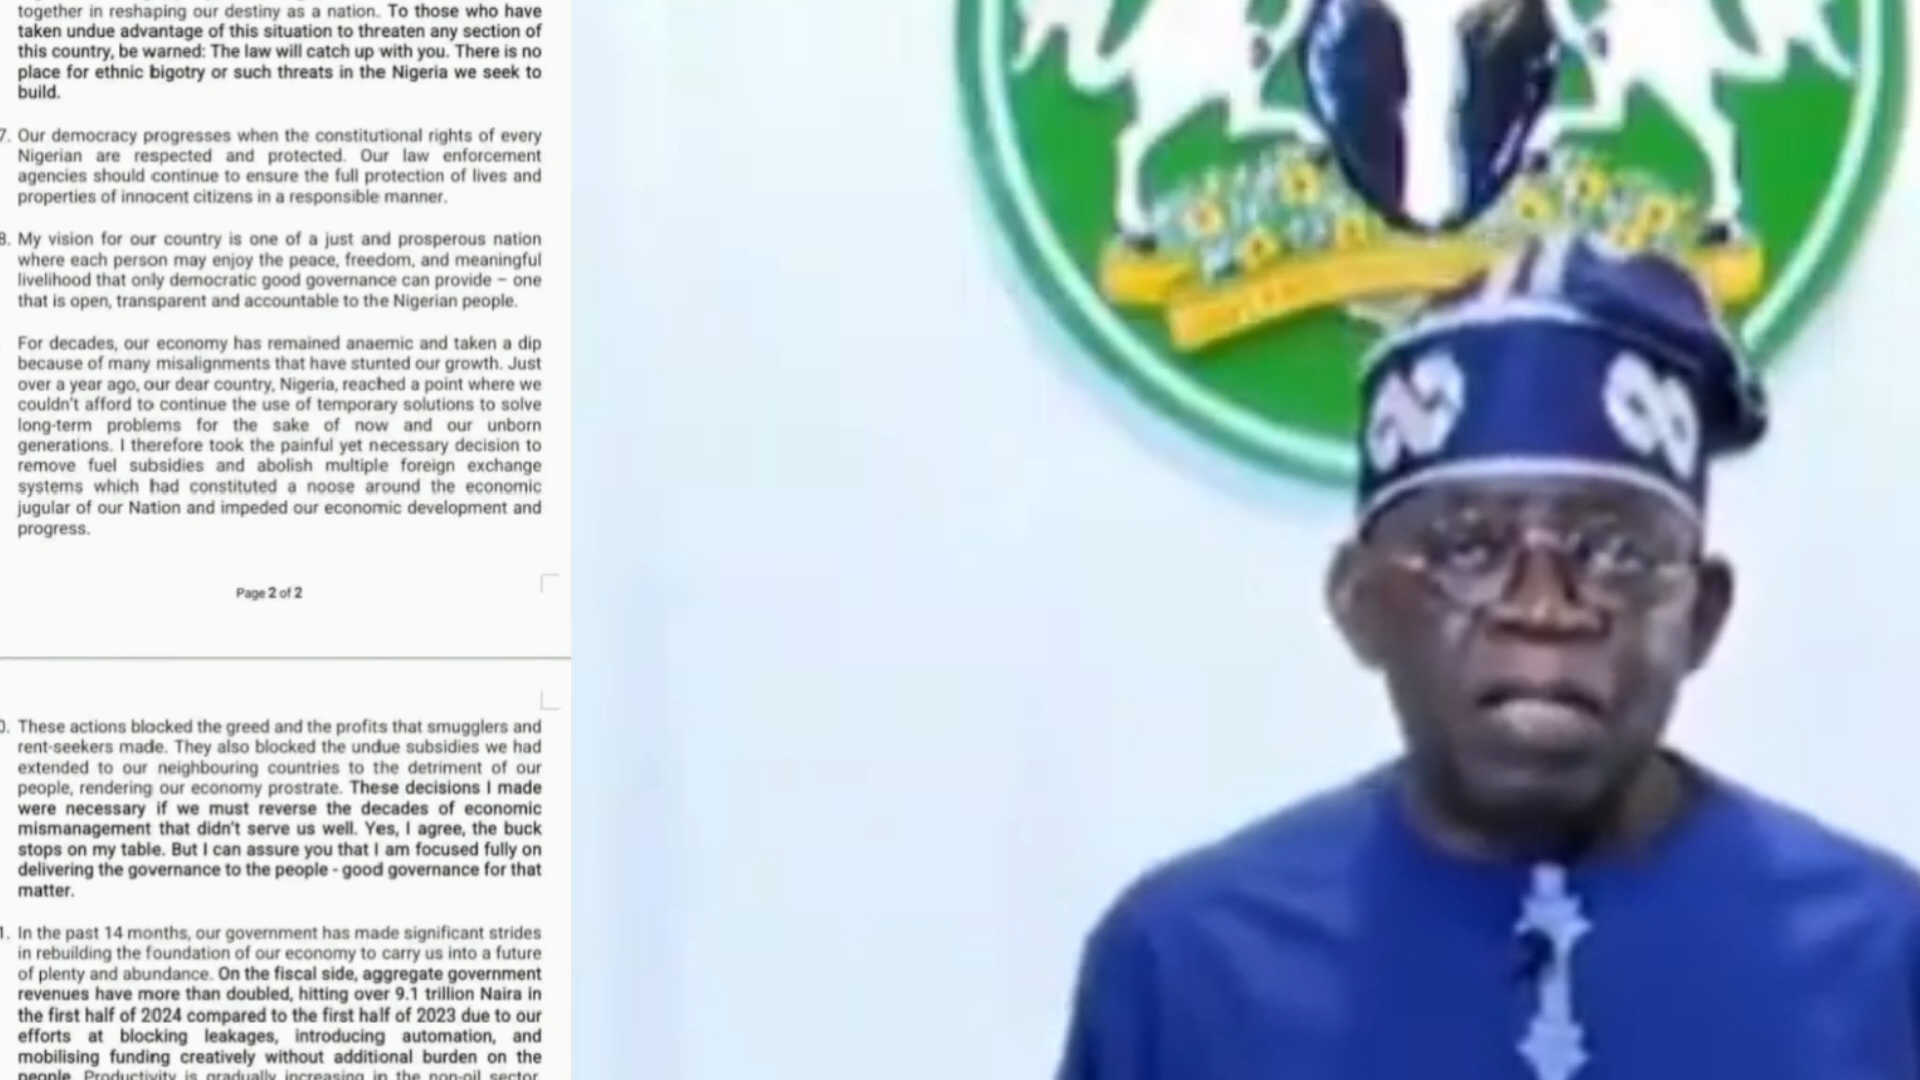 together in reshaping our destiny as a nation. To those who have
taken undue advantage of this situation to threaten any section of
this country, be warned: The law will catch up with you. There is no
place for ethnic bigotry or such threats in the Nigeria we seek to
build.
7. Our democracy progresses when the constitutional rights of every
Nigerian are respected and protected. Our law enforcement
agencies should continue to ensure the full protection of lives and
properties of innocent citizens in a responsible manner.
8. My vision for our country is one of a just and prosperous nation
where each person may enjoy the peace, freedom, and meaningful
livelihood that only democratic good governance can provide – one
that is open, transparent and accountable to the Nigerian people.
For decades, our economy has remained anaemic and taken a dip
because of many misalignments that have stunted our growth. Just
over a year ago, our dear country, Nigeria, reached a point where we
couldn't afford to continue the use of temporary solutions to solve
long-term problems for the sake of now and our unborn
generations. I therefore took the painful yet necessary decision to
remove fuel subsidies and abolish multiple foreign exchange
systems which had constituted a noose around the economic
jugular of our Nation and impeded our economic development and
progress.
Page 2 of 2
0. These actions blocked the greed and the profits that smugglers and
rent-seekers made. They also blocked the undue subsidies we had
extended to our neighbouring countries to the detriment of our
people, rendering our economy prostrate. These decisions I made
were necessary if we must reverse the decades of economic
mismanagement that didn't serve us well. Yes, I agree, the buck
stops on my table. But I can assure you that I am focused fully on
delivering the governance to the people - good governance for that
matter.
1. In the past 14 months, our government has made significant strides
in rebuilding the foundation of our economy to carry us into a future
of plenty and abundance. On the fiscal side, aggregate government
revenues have more than doubled, hitting over 9.1 trillion Naira in
the first half of 2024 compared to the first half of 2023 due to our
efforts at blocking leakages, introducing automation, and
mobilising funding creatively without additional burden on the
people. Productivity is gradually increasing in the non-oil sector,